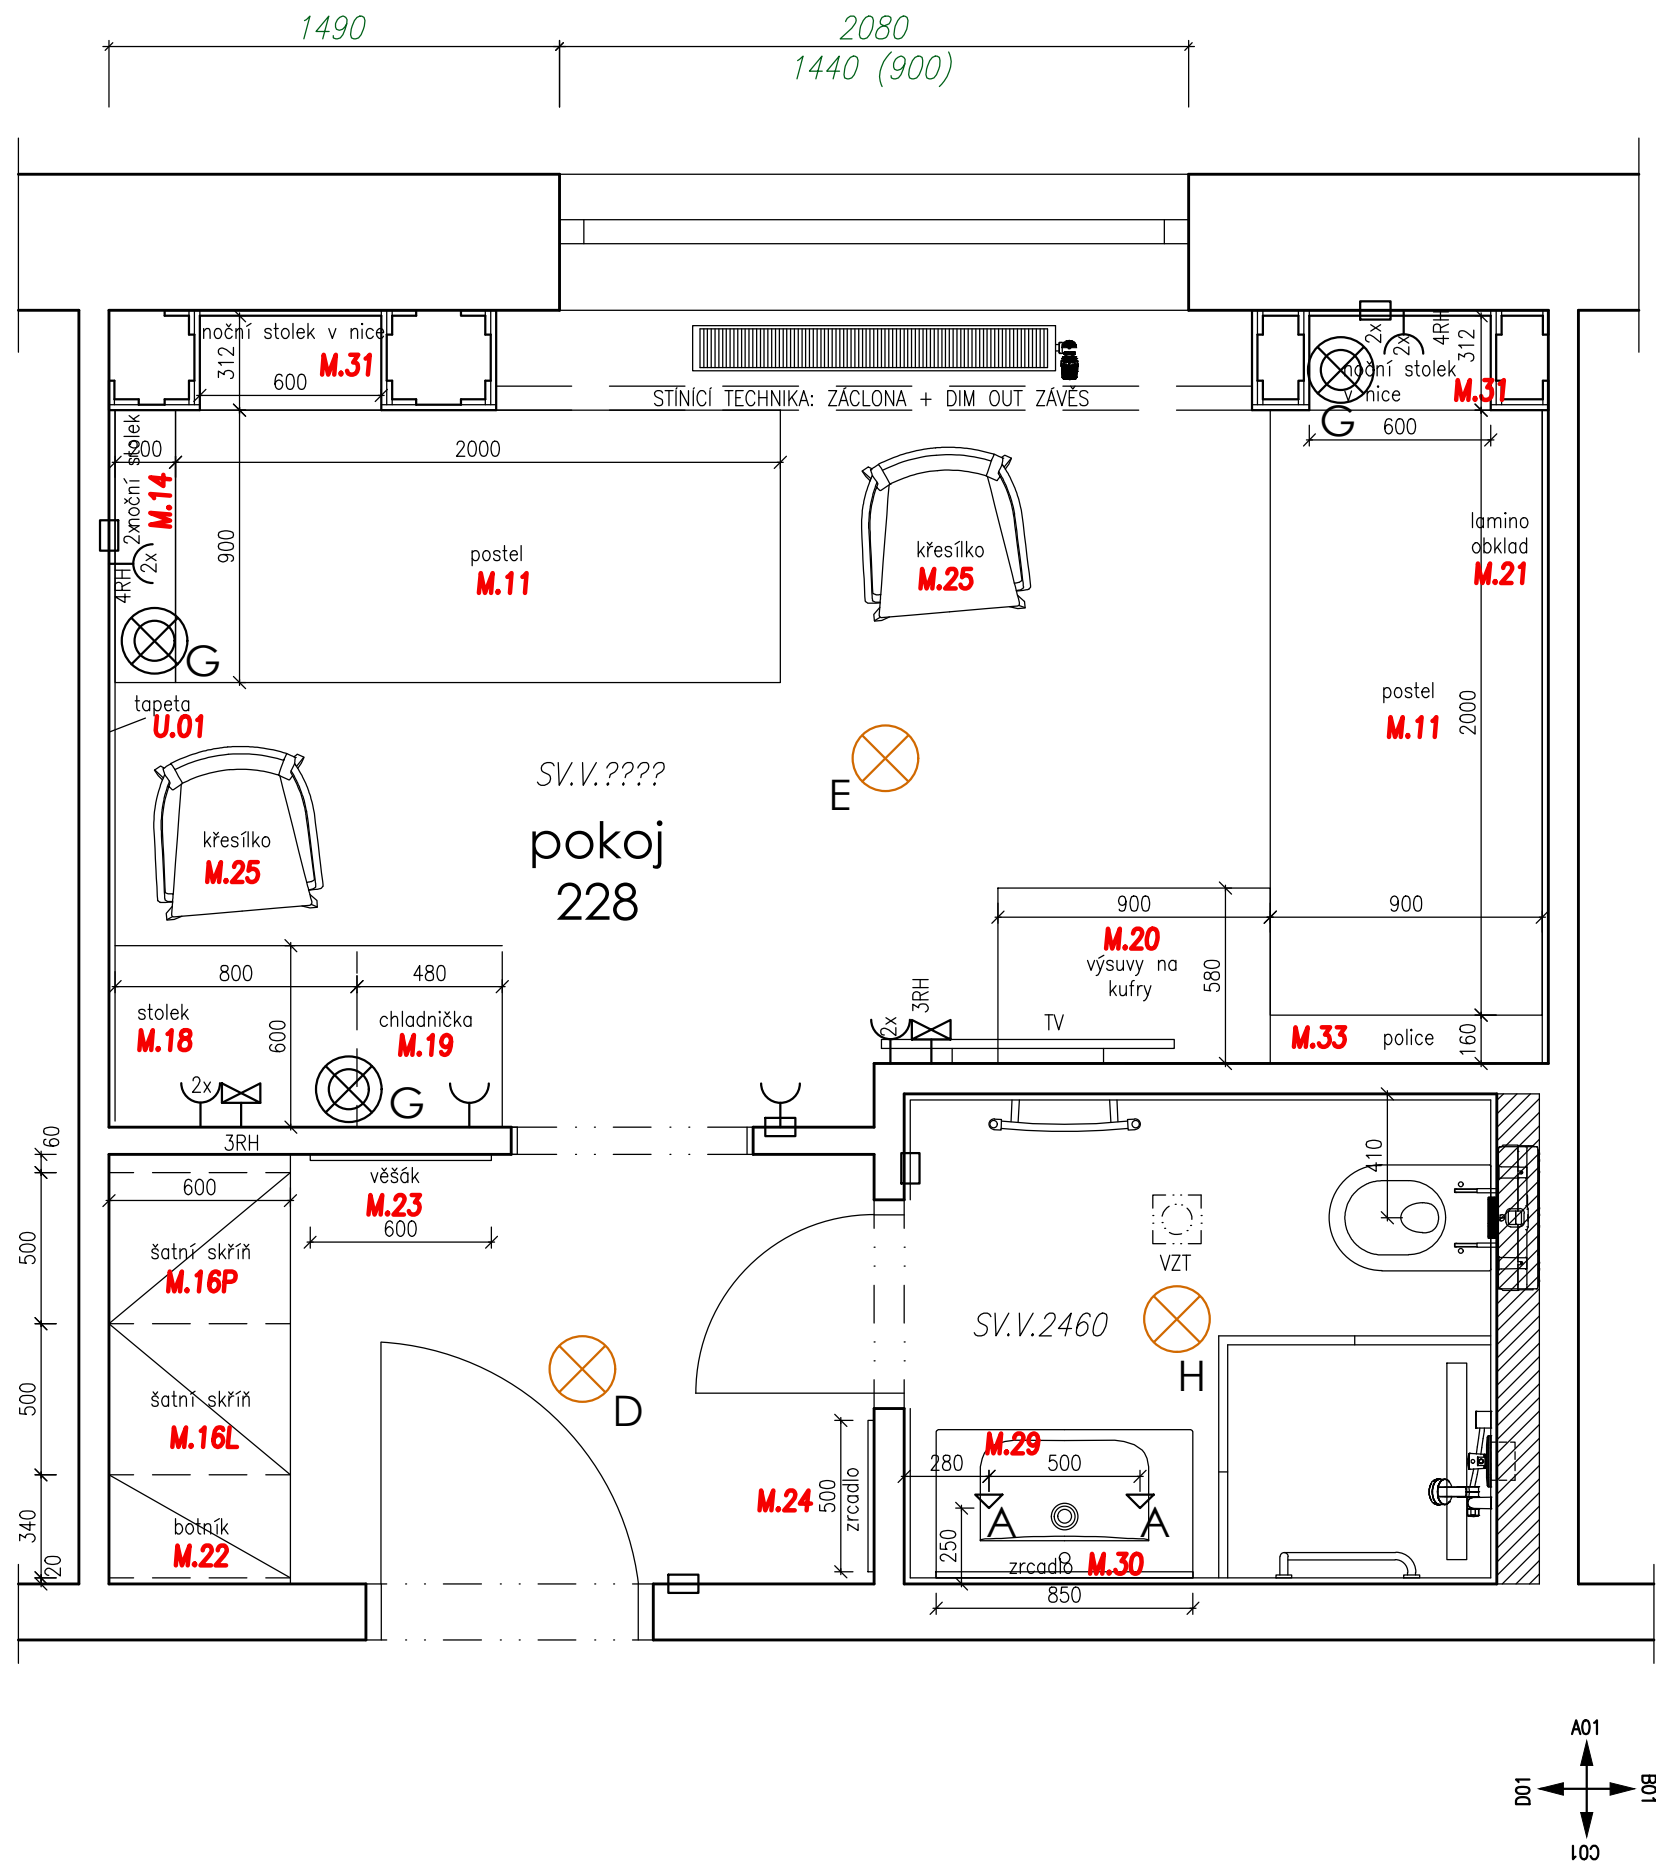 1490
2080
1440 (900)
noční stolek v nice
M.31
312
600
STÍNÍCÍ TECHNIKA: ZÁCLONA + DIM OUT ZÁVĚS
2x
2x
4RH
312
noční stolek
v nice
M.31
G
600
200
2000
noční stolek
M.14
2x
2x
4RH
900
G
postel
M.11
křesílko
M.25
lamino
obklad
M.21
postel
M.11
2000
tapeta
U.01
SV.V.????
pokoj
228
E
křesílko
M.25
900
900
M.20
výsuvy na
kufry
580
800
480
stolek
M.18
600
chladnička
M.19
2x
3RH
TV
M.33
police
160
2x
G
3RH
60
věšák
M.23
600
600
410
500
šatní skříň
M.16P
VZT
SV.V.2460
H
D
500
šatní skříň
M.16L
M.29
280
500
M.24
500
zrcadlo
A
A
250
340
botník
M.22
20
zrcadlo
M.30
850
A01
D01
B01
C01